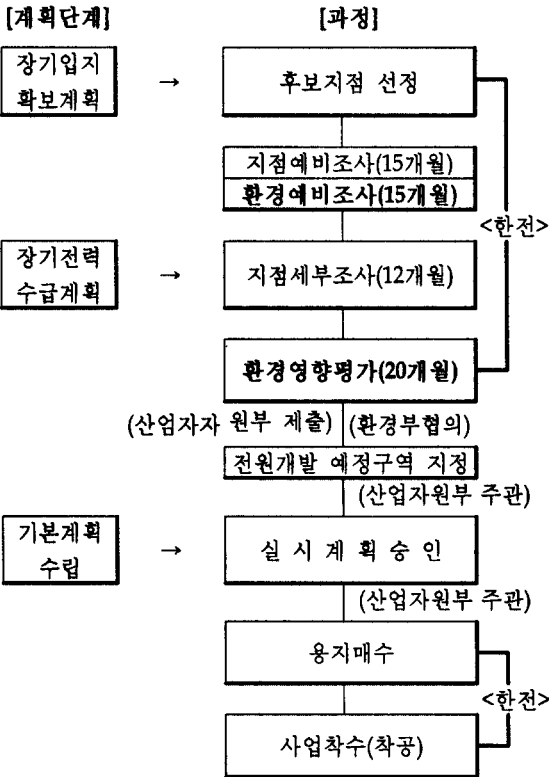 [계획단계] [과정]
장기입지
확보계획
→
후보지점 선정
지점예비조사(15개월)
환경예비조사(15개월)
<한전>
장기전력
수급계획
→
지점세부조사(12개월)
환경영향평가(20개월)
(산엄자자 원부 제출) (환경부협의)
전원개발 예정구역 지정
(산업자원부 주관)
기본계획
수립
→
실 시 계 획 승 인
(산업자원부 주관)
용지매수
<한전>
사업착수(착공)